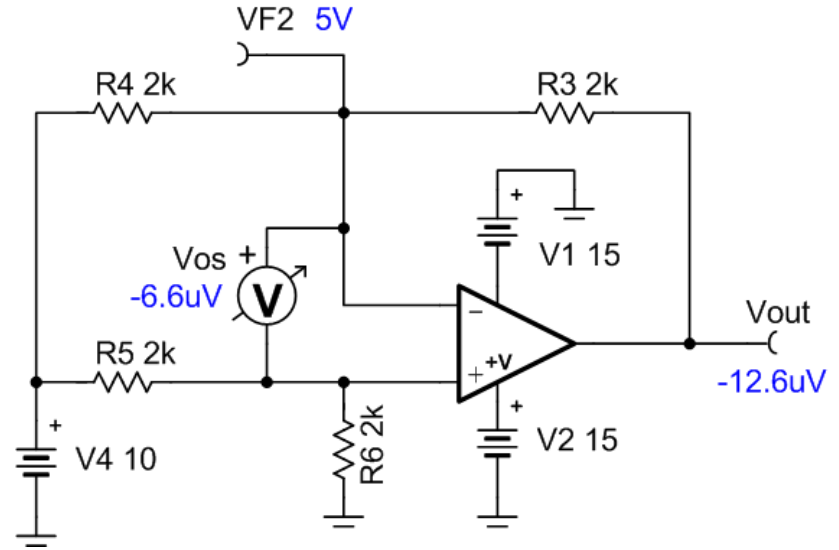 VF2 5V
R4 2k
R3 2k
+
V1 15
Vos +
-6.6uV
V
−
Vout
-12.6uV
R5 2k
+ +V
+
V2 15
+
V4 10
R6 2k